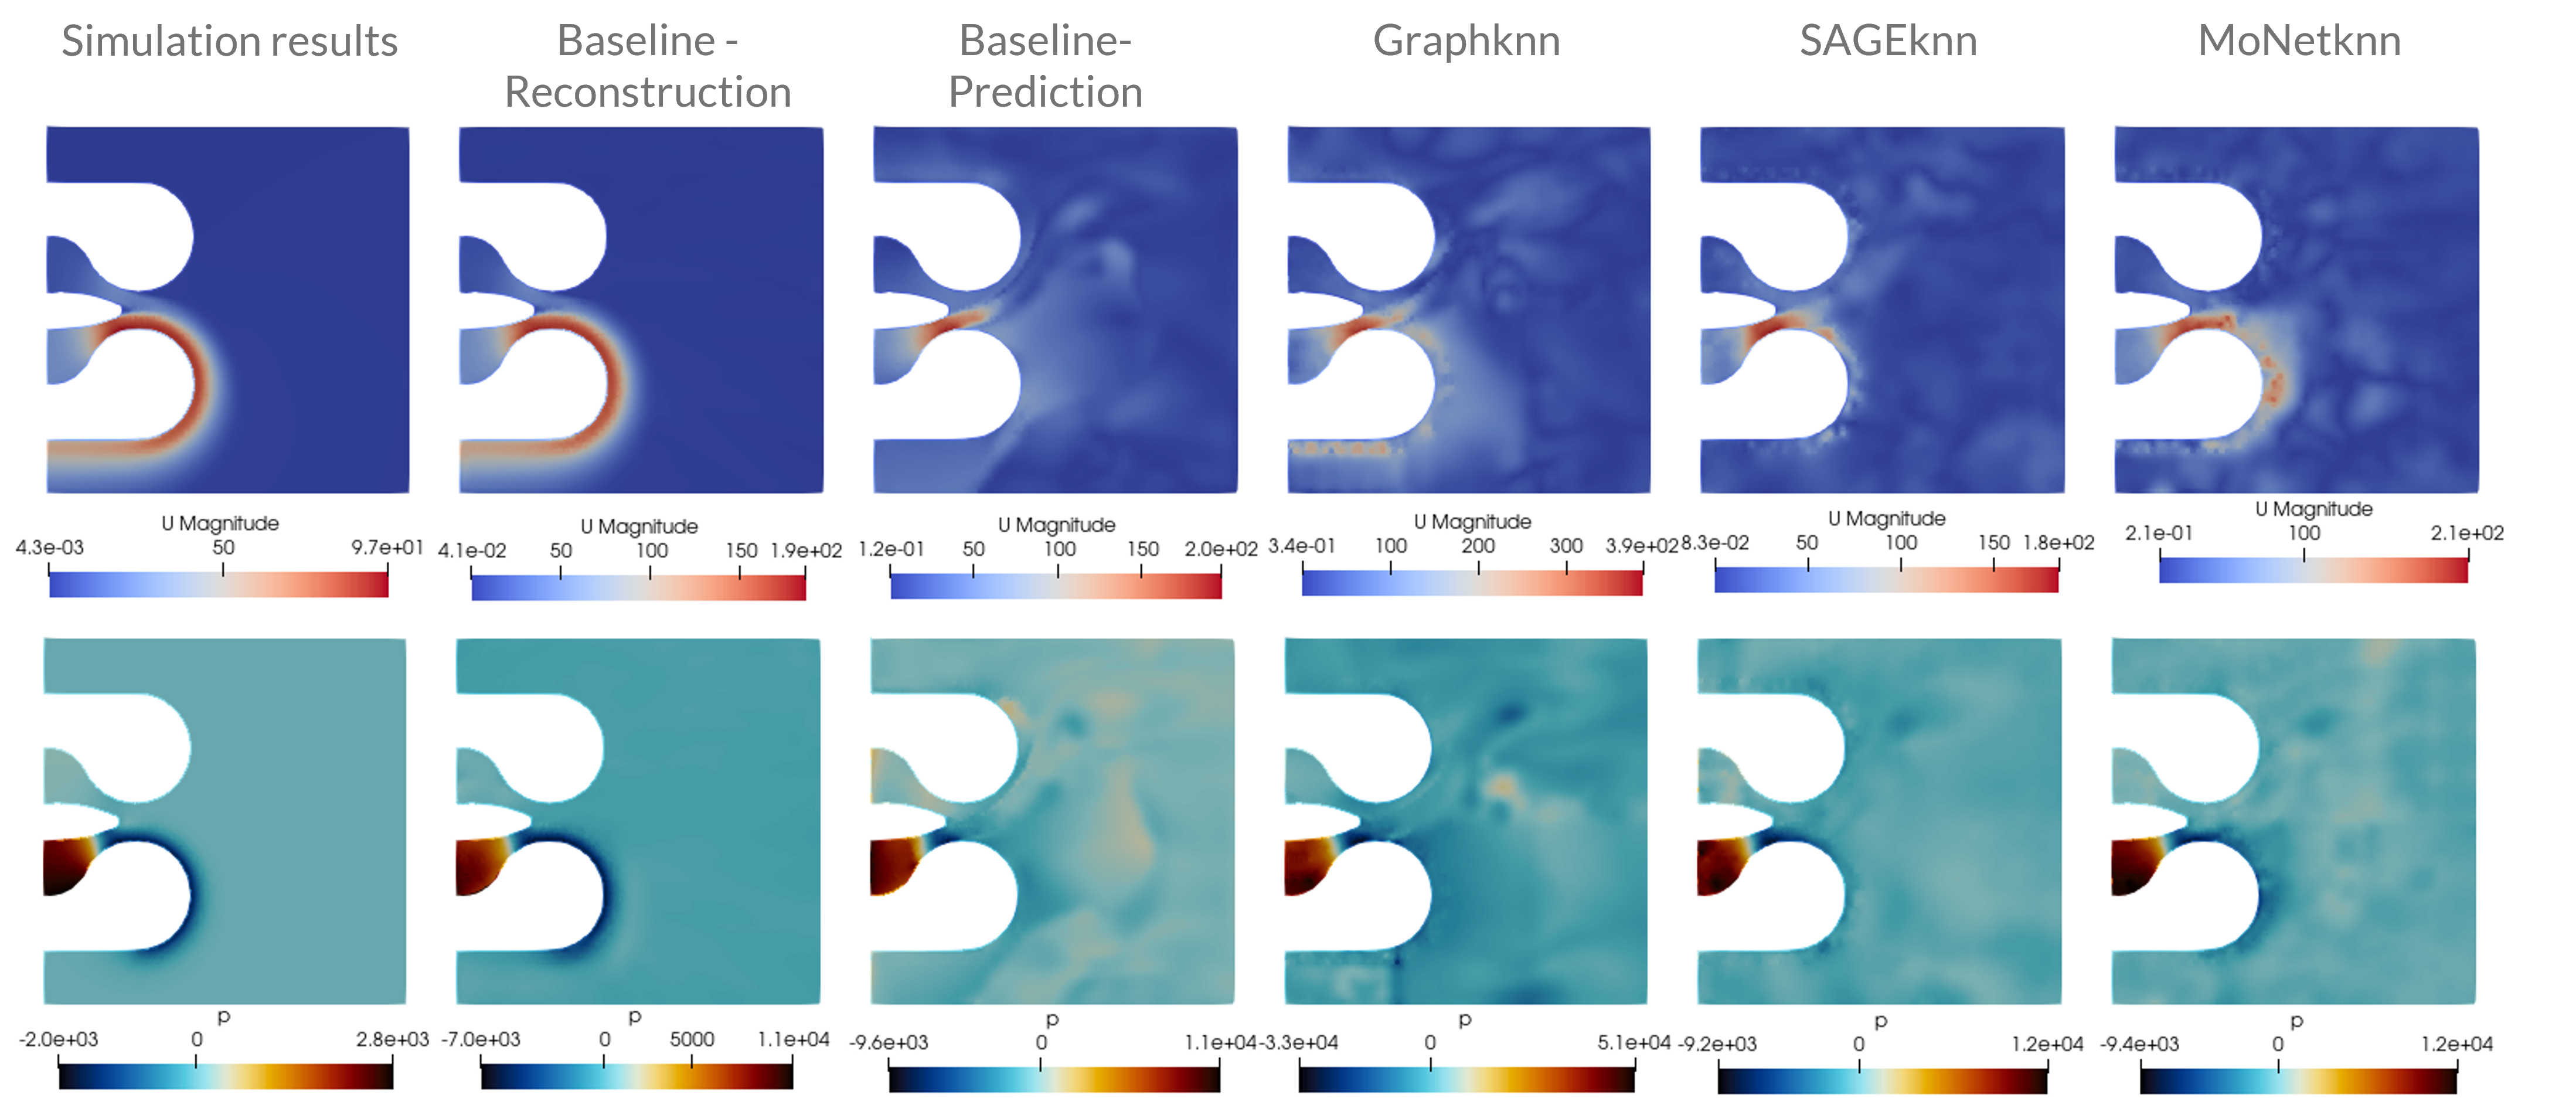 Simulation results
Baseline -
Reconstruction
Baseline-
Prediction
Graphknn
SAGEknn
MoNetknn
U Magnitude
4.3e-03 50 9.7e+01
U Magnitude
4.1e-02 50 100 150 1.9e+02
U Magnitude
1.2e-01 50 100 150 2.0e+02
U Magnitude
3.4e-01 100 200 300 3.9e+02
U Magnitude
8.3e-02 50 100 150 1.8e+02
U Magnitude
2.1e-01 100 2.1e+02
p
-2.0e+03 0 2.8e+03
p
-7.0e+03 0 5000 1.1e+04
p
-9.6e+03 0 1.1e+04
p
-3.3e+04 0 5.1e+04
p
-9.2e+03 0 1.2e+04
p
-9.4e+03 0 1.2e+04